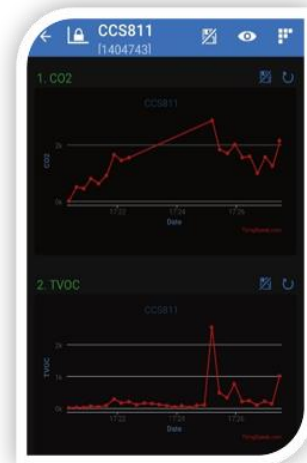 CCS811
[1404743]
1. CO2
CCS811
CO2
2k
0k
17:22
17:24
17:26
Date
ThingSpeak.com
2. TVOC
CCS811
TVOC
2k
1k
0k
17:22
17:24
17:26
Date
ThingSpeak.com